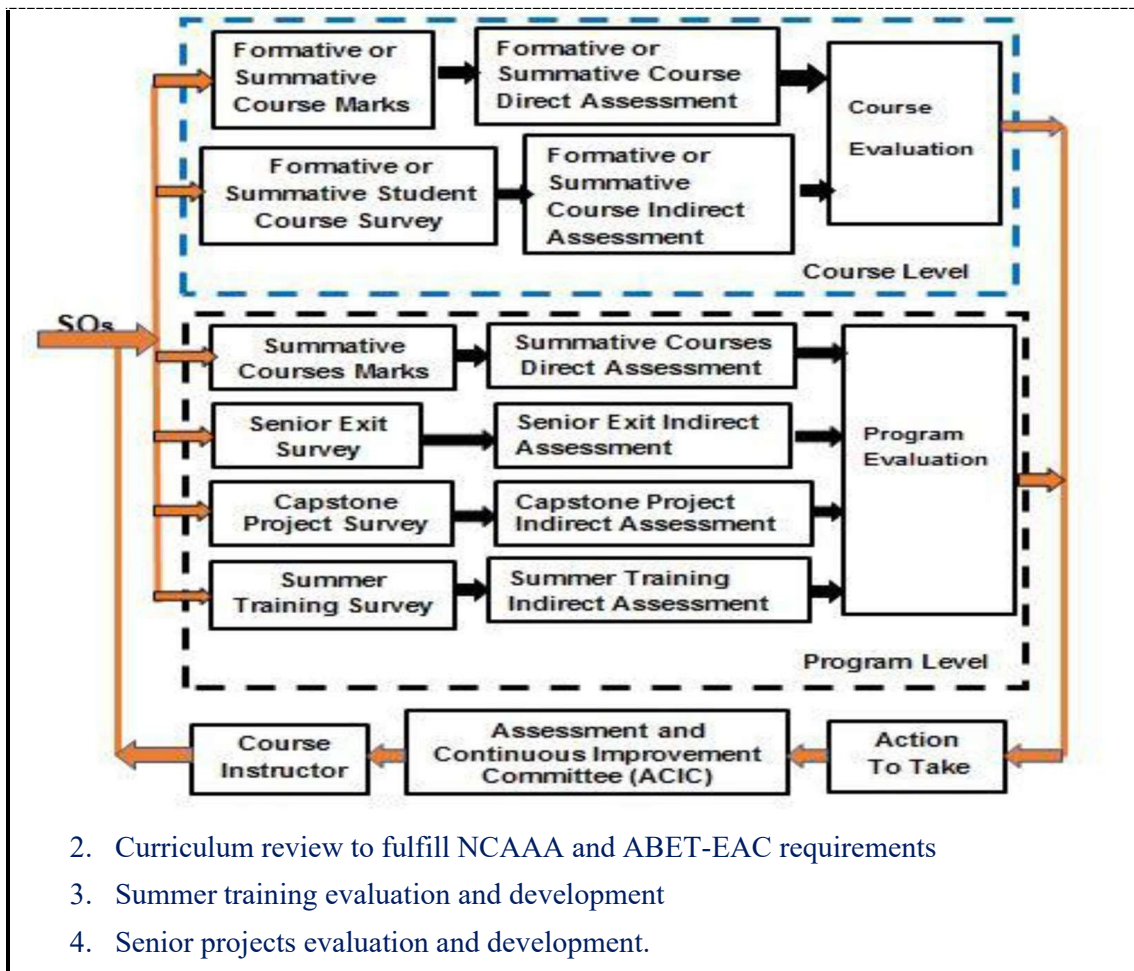 Formative or
Summative
Course Marks
Formative or
Summative Course
Direct Assessment
Course
Evaluation
Formative or
Summative Student
Course Survey
Formative or
Summative
Course Indirect
Assessment
Course Level
SOs
Summative
Courses Marks
Summative Courses
Direct Assessment
Senior Exit
Survey
Senior Exit Indirect
Assessment
Program
Evaluation
Capstone
Project Survey
Capstone Project
Indirect Assessment
Summer
Training Survey
Summer Training
Indirect Assessment
Program Level
Course
Instructor
Assessment and
Continuous Improvement
Committee (ACIC)
Action
To Take
2. Curriculum review to fulfill NCAAA and ABET-EAC requirements
3. Summer training evaluation and development
4. Senior projects evaluation and development.